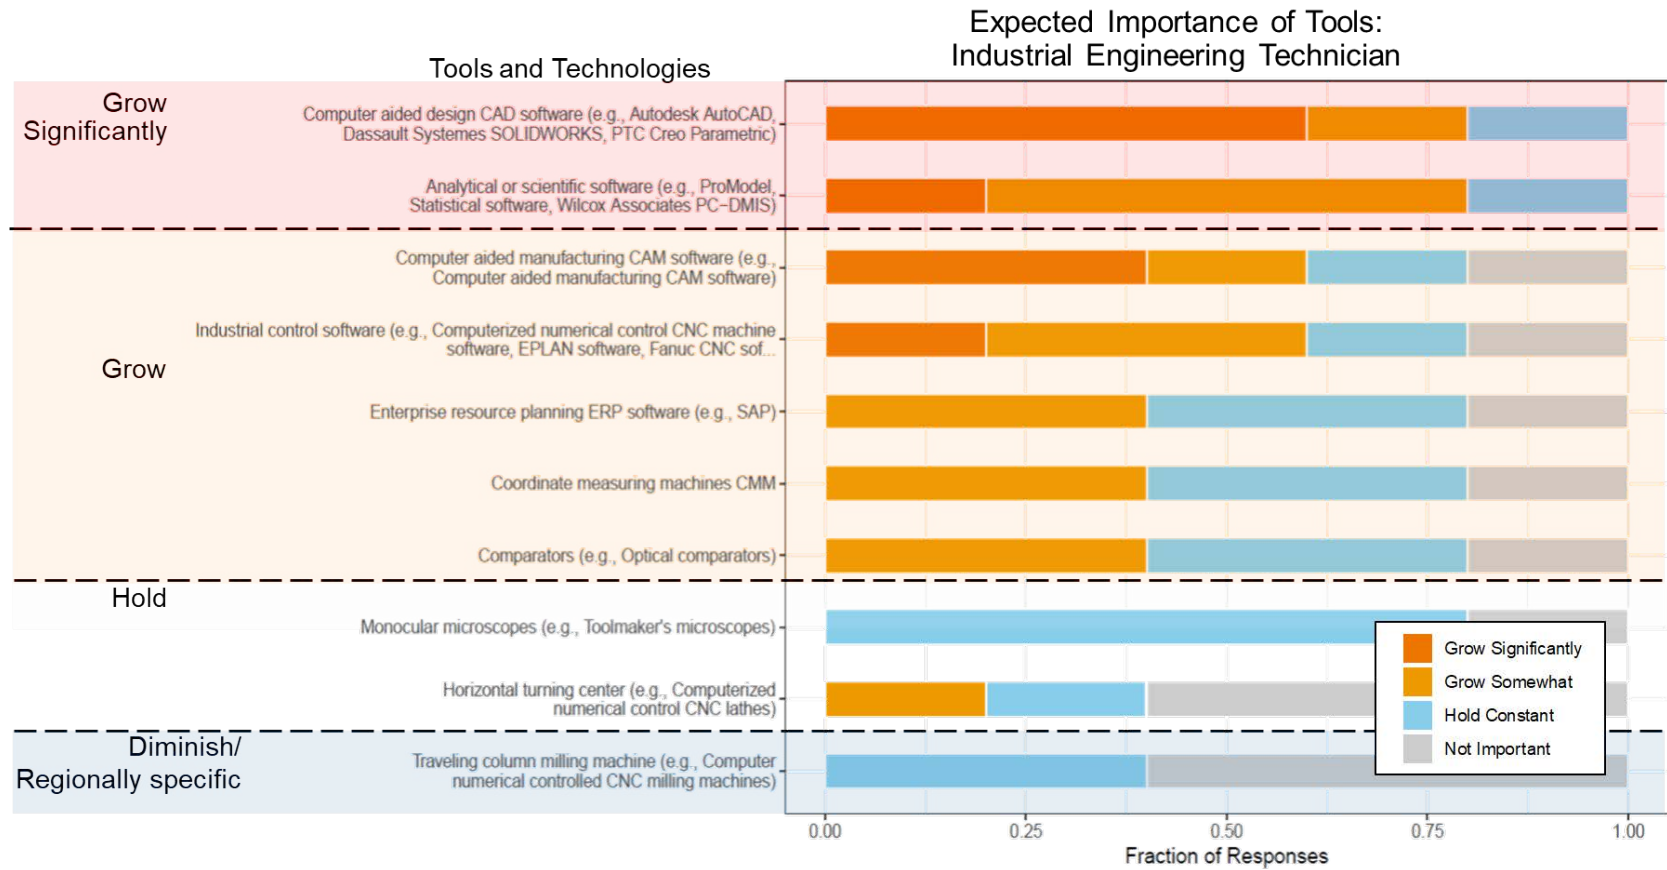 Expected Importance of Tools:
Industrial Engineering Technician
Tools and Technologies
Grow
Significantly
Computer aided design CAD software (e.g., Autodesk AutoCAD,
Dassault Systemes SOLIDWORKS, PTC Creo Parametric)
Analytical or scientific software (e.g., ProModel,
Statistical software, Wilcox Associates PC−DMIS)
Grow
Computer aided manufacturing CAM software (e.g.,
Computer aided manufacturing CAM software)
Industrial control software (e.g., Computerized numerical control CNC machine
software, EPLAN software, Fanuc CNC sof...
Enterprise resource planning ERP software (e.g., SAP)
Coordinate measuring machines CMM
Comparators (e.g., Optical comparators)
Hold
Monocular microscopes (e.g., Toolmaker's microscopes)
Horizontal turning center (e.g., Computerized
numerical control CNC lathes)
Diminish/
Regionally specific
Traveling column milling machine (e.g., Computer
numerical controlled CNC milling machines)
Grow Significantly
Grow Somewhat
Hold Constant
Not Important
0.00 0.25 0.50 0.75 1.00
Fraction of Responses